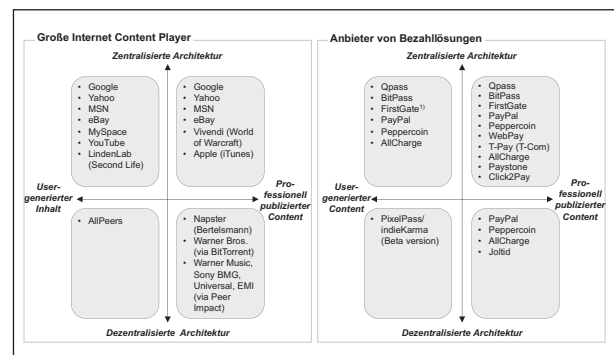 Große Internet Content Player
Zentralisierte Architektur
• Google
• Yahoo
• MSN
• eBay
• MySpace
• YouTube
• LindenLab
(Second Life)
• Google
• Yahoo
• MSN
• eBay
• Vivendi (World
of Warcraft)
• Apple (iTunes)
User-
generierter
Inhalt
Pro-
fessionell
publizierter
Content
• AllPeers
• Napster
(Bertelsmann)
• Warner Bros.
(via BitTorrent)
• Warner Music,
Sony BMG,
Universal, EMI
(via Peer
Impact)
Dezentralisierte Architektur
Anbieter von Bezahllösungen
Zentralisierte Architektur
• Qpass
• BitPass
• FirstGate1)
• PayPal
• Peppercoin
• AllCharge
• Qpass
• BitPass
• FirstGate
• PayPal
• Peppercoin
• WebPay
• T-Pay (T-Com)
• AllCharge
• Paystone
• Click2Pay
User-
generierter
Content
Pro-
fessionell
publizierter
Content
• PixelPass/
indieKarma
(Beta version)
• PayPal
• Peppercoin
• AllCharge
• Joltid
Dezentralisierte Architektur